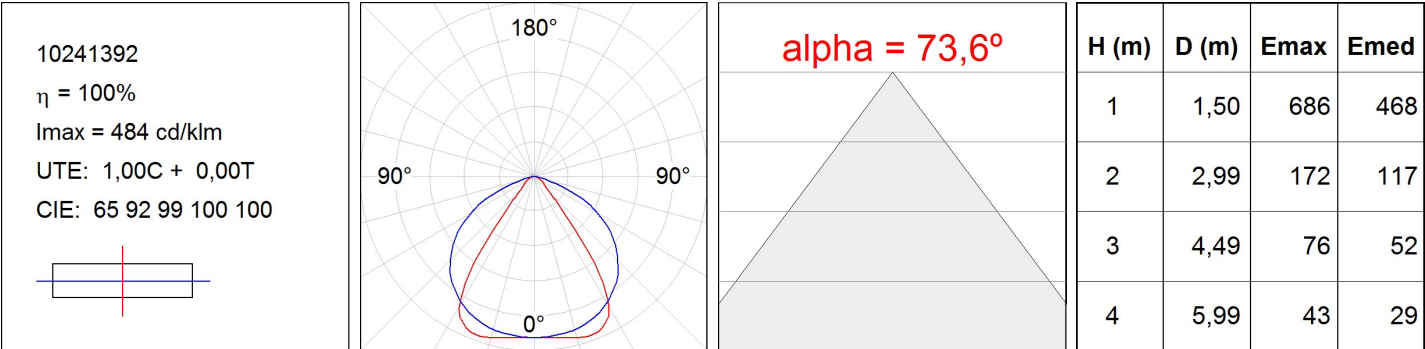 10241392
η = 100%
Imax = 484 cd/klm
UTE: 1,00C + 0,00T
CIE: 65 92 99 100 100
180°
90° 90°
0°
alpha = 73,6º
H (m) D (m) Emax Emed
1 1,50 686 468
2 2,99 172 117
3 4,49 76 52
4 5,99 43 29